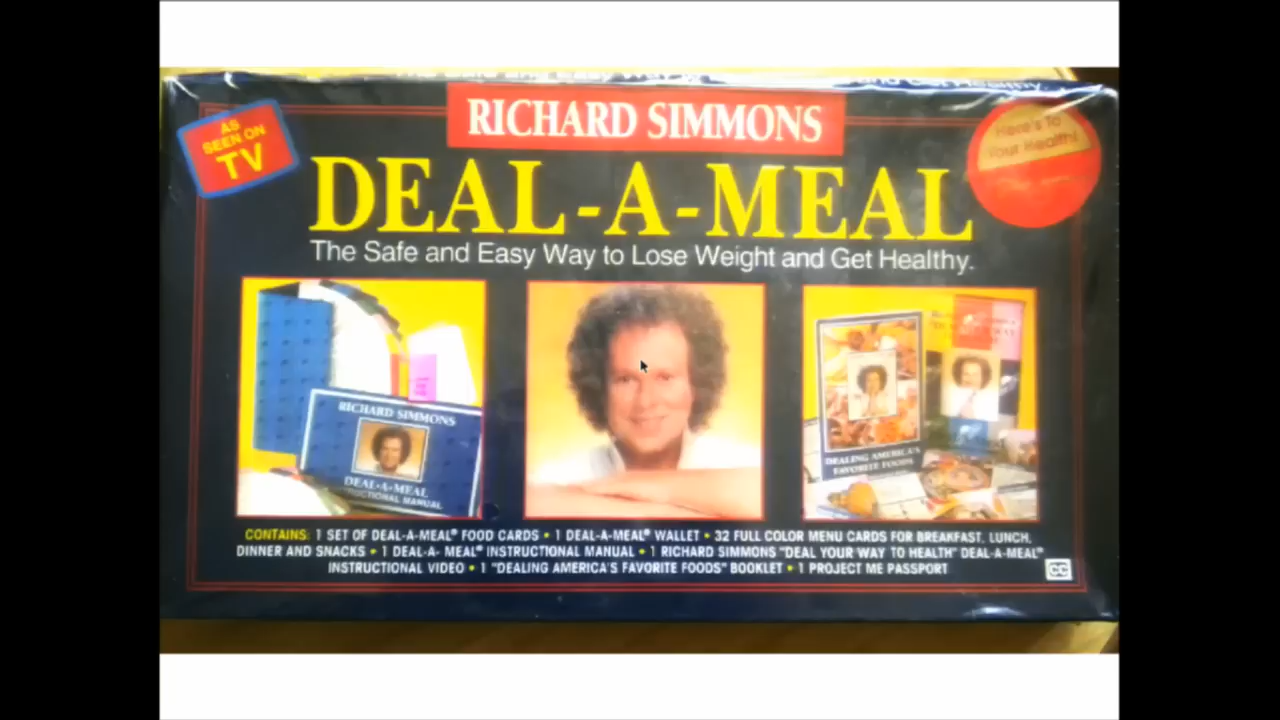 RICHARD SIMMONS
AS
SEEN ON
TV
Here's To
Your Health!
DEAL-A-MEAL
The Safe and Easy Way to Lose Weight and Get Healthy.
RICHARD SIMMONS
DEAL-A-MEAL
INSTRUCTIONAL MANUAL
DEALING AMERICA'S
FAVORITE FOODS
CONTAINS: 1 SET OF DEAL-A-MEAL® FOOD CARDS • 1 DEAL-A-MEAL® WALLET • 32 FULL COLOR MENU CARDS FOR BREAKFAST, LUNCH,
DINNER AND SNACKS • 1 DEAL-A- MEAL® INSTRUCTIONAL MANUAL • 1 RICHARD SIMMONS "DEAL YOUR WAY TO HEALTH" DEAL-A-MEAL®
INSTRUCTIONAL VIDEO • 1 "DEALING AMERICA'S FAVORITE FOODS" BOOKLET • 1 PROJECT ME PASSPORT
CC